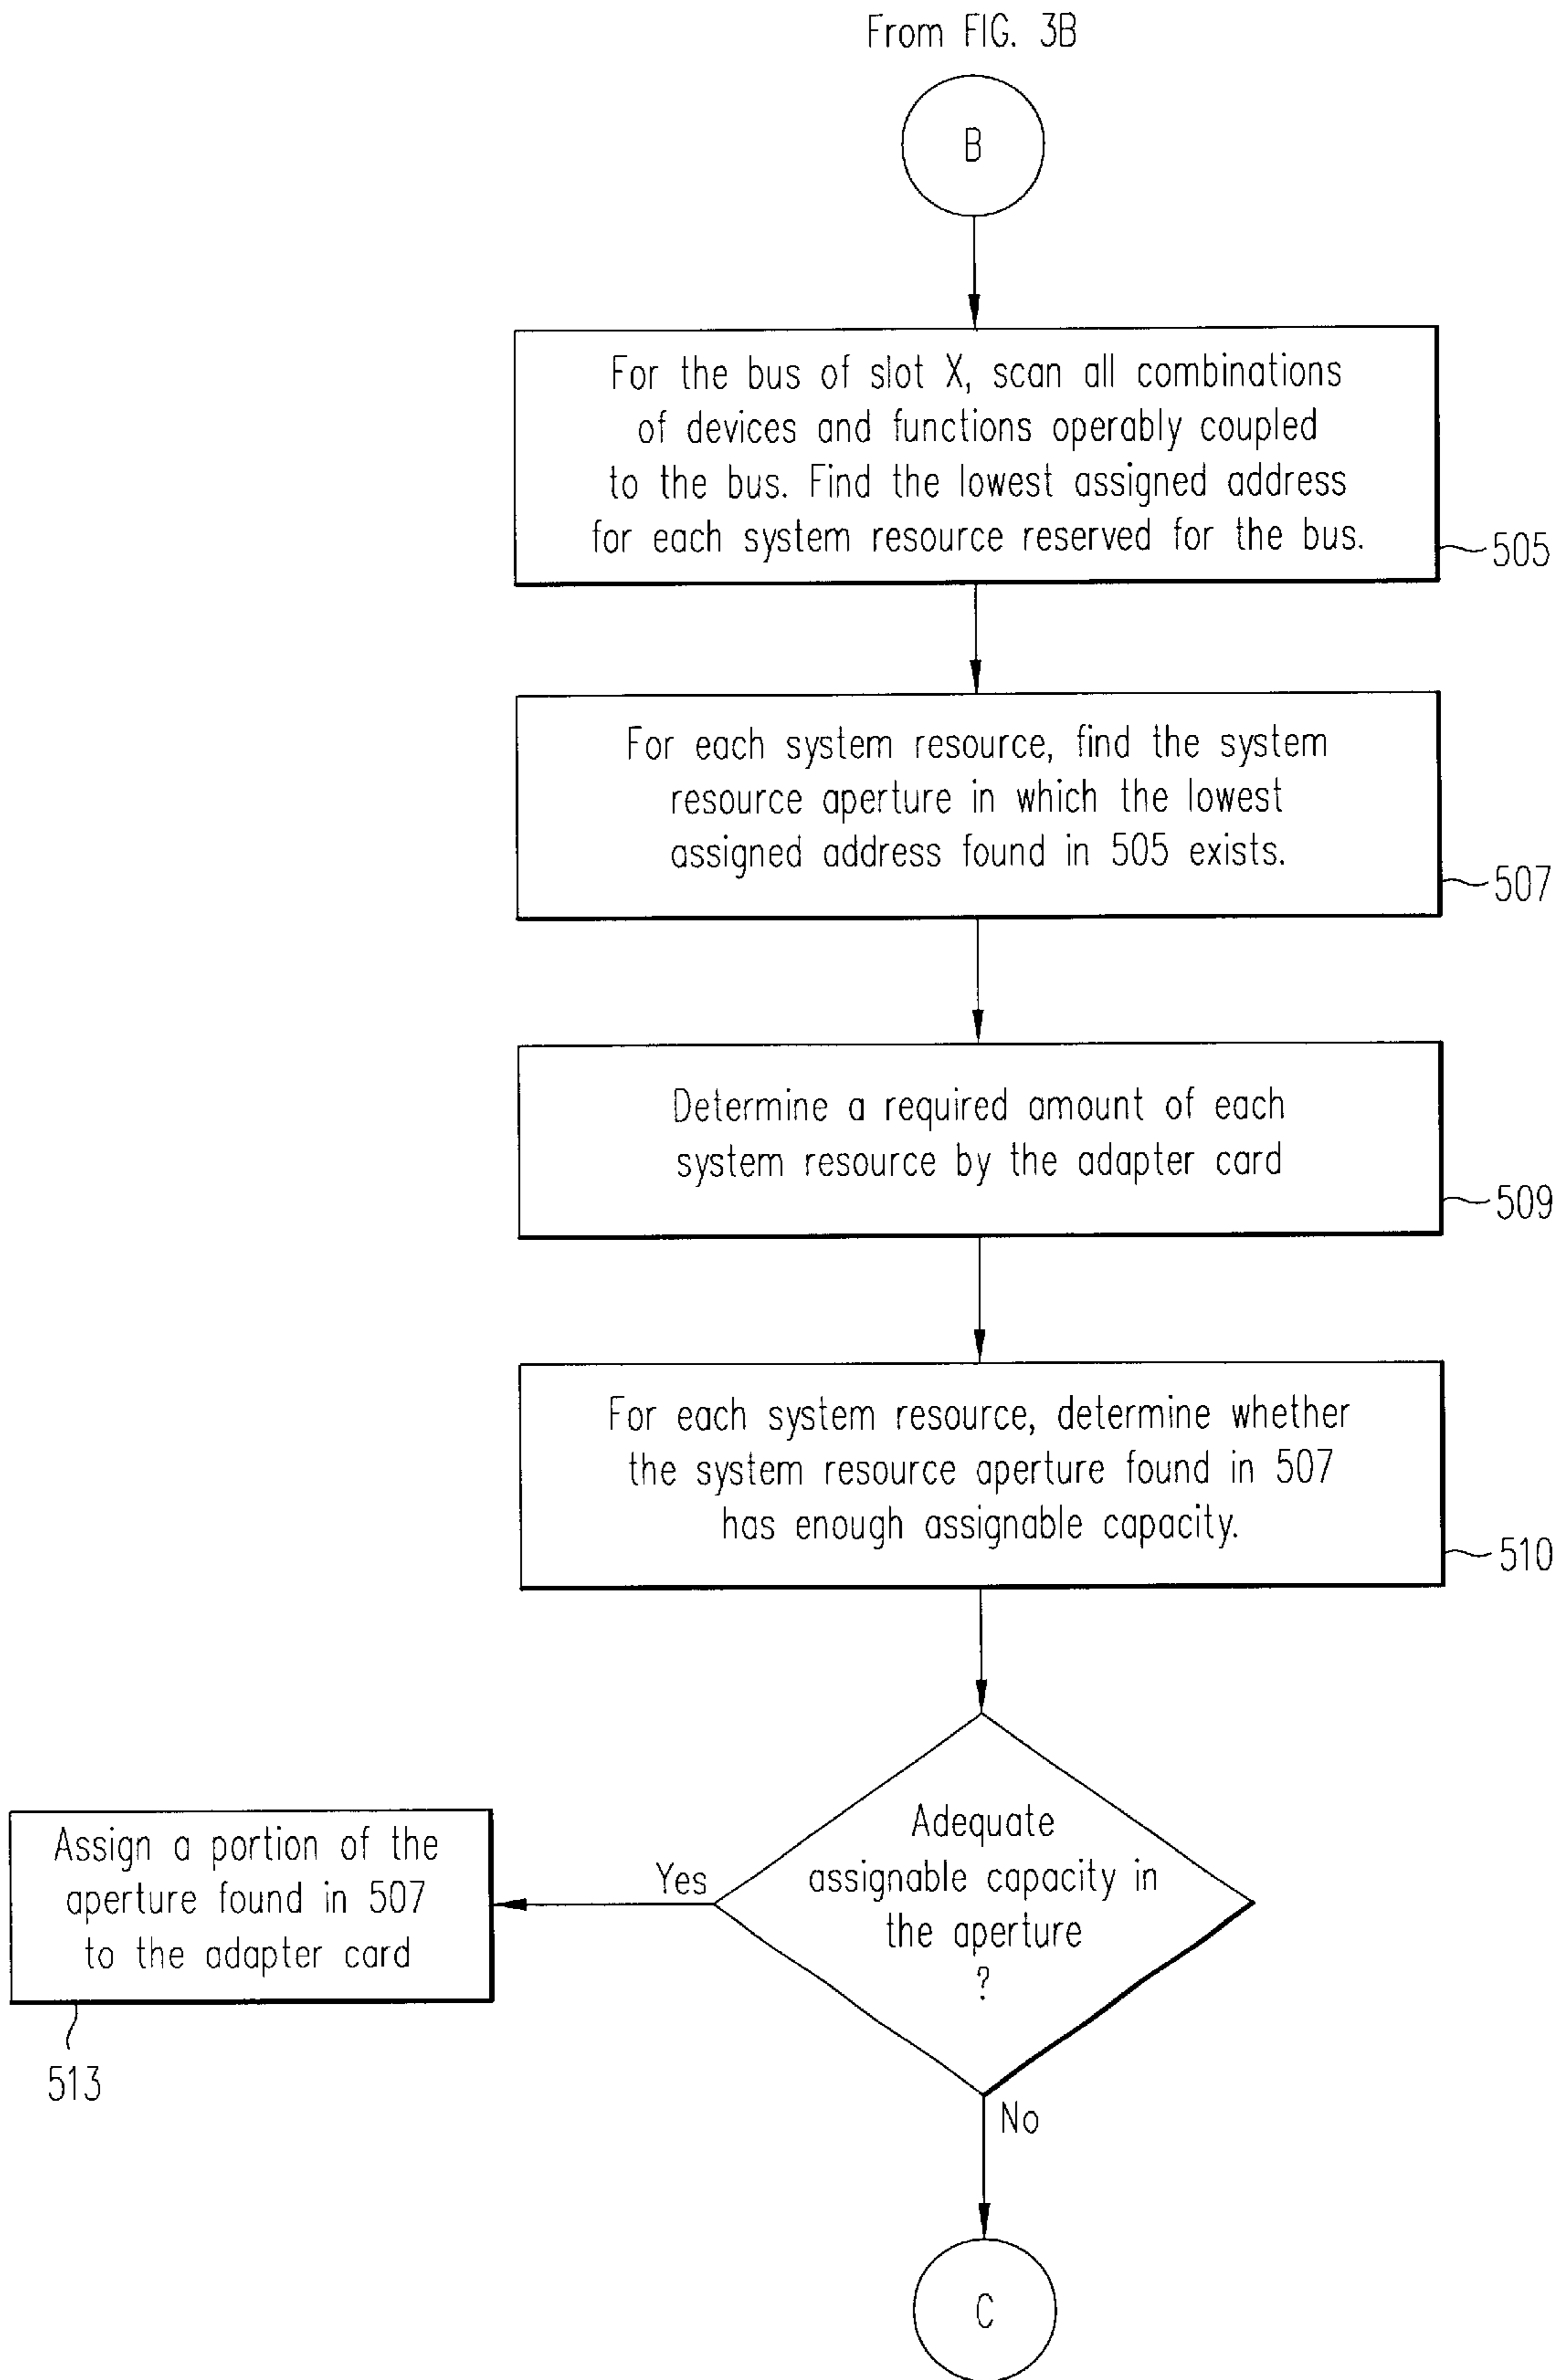 From FIG. 3B
B
For the bus of slot X, scan all combinations
of devices and functions operably coupled
to the bus. Find the lowest assigned address
for each system resource reserved for the bus.
505
For each system resource, find the system
resource aperture in which the lowest
assigned address found in 505 exists.
507
Determine a required amount of each
system resource by the adapter card
509
For each system resource, determine whether
the system resource aperture found in 507
has enough assignable capacity.
510
Adequate
assignable capacity in
the aperture
?
Yes
Assign a portion of the
aperture found in 507
to the adapter card
513
No
C